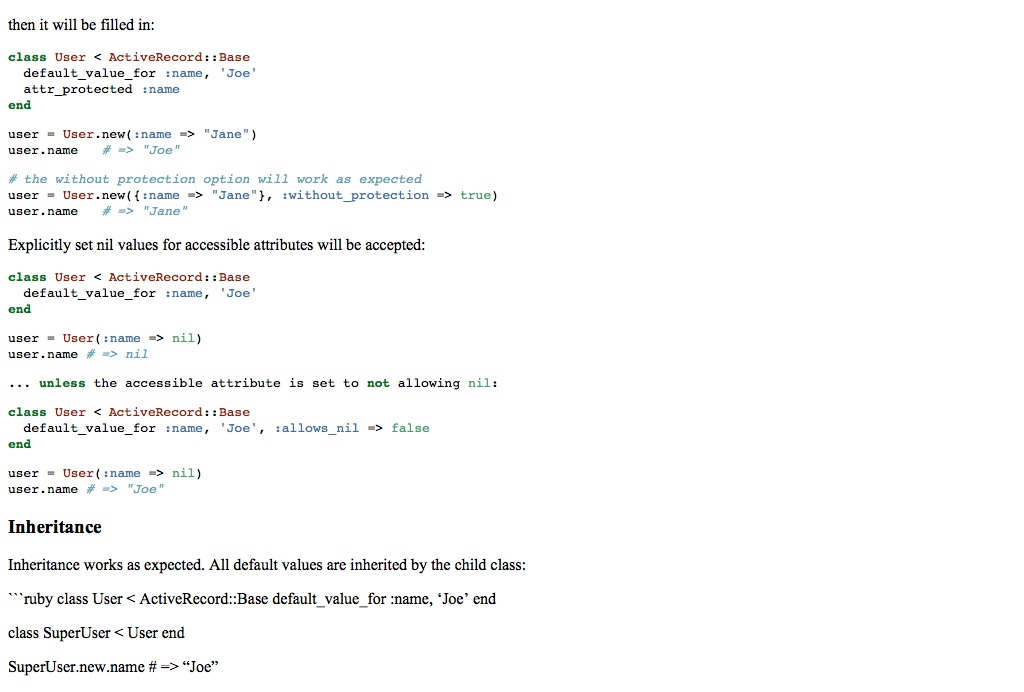 then it will be filled in:
class User < ActiveRecord::Base
  default_value_for :name, 'Joe'
  attr_protected :name
end
user = User.new(:name => "Jane")
user.name   # => "Joe"
# the without protection option will work as expected
user = User.new({:name => "Jane"}, :without_protection => true)
user.name   # => "Jane"
Explicitly set nil values for accessible attributes will be accepted:
class User < ActiveRecord::Base
  default_value_for :name, 'Joe'
end
user = User(:name => nil)
user.name # => nil
... unless the accessible attribute is set to not allowing nil:
class User < ActiveRecord::Base
  default_value_for :name, 'Joe', :allows_nil => false
end
user = User(:name => nil)
user.name # => "Joe"
Inheritance
Inheritance works as expected. All default values are inherited by the child class:
```ruby class User < ActiveRecord::Base default_value_for :name, ‘Joe’ end
class SuperUser < User end
SuperUser.new.name # => “Joe”